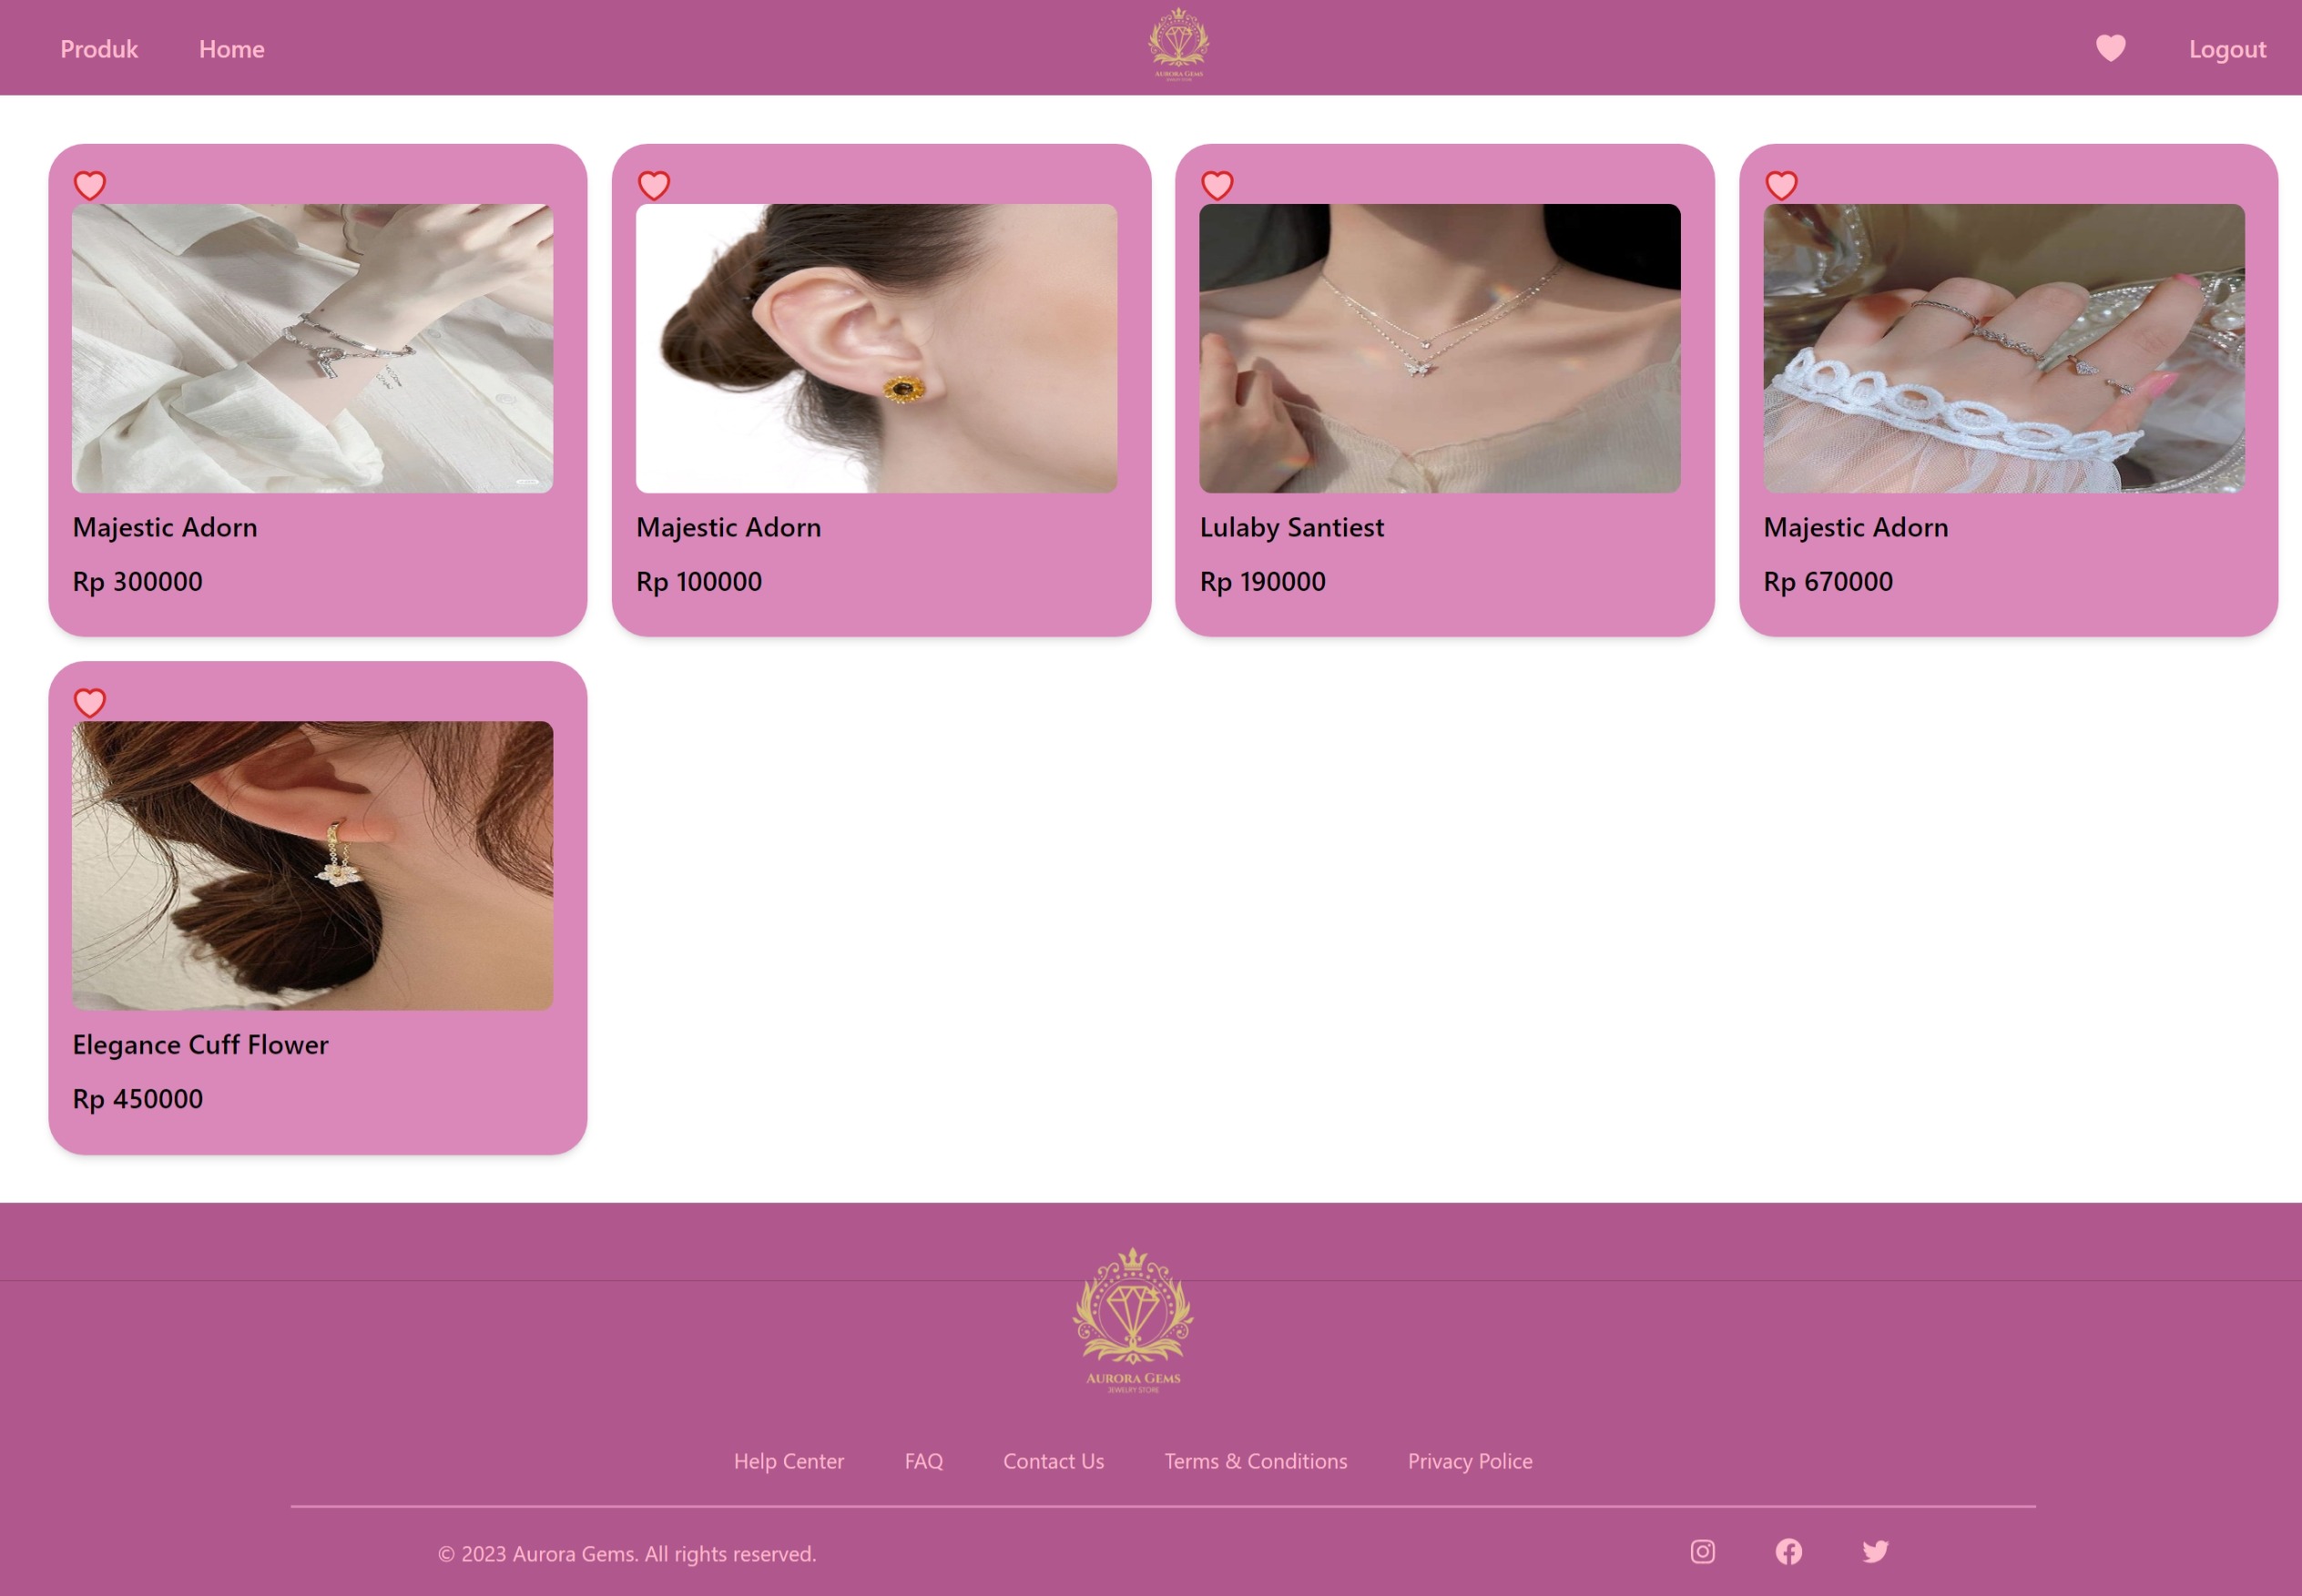 Produk
Home
AURORA GEMS
Logout
Majestic Adorn
Rp 300000
Majestic Adorn
Rp 100000
Lulaby Santiest
Rp 190000
Majestic Adorn
Rp 670000
Elegance Cuff Flower
Rp 450000
AURORA GEMS
JEWELRY STORE
Help Center
FAQ
Contact Us
Terms & Conditions
Privacy Police
© 2023 Aurora Gems. All rights reserved.